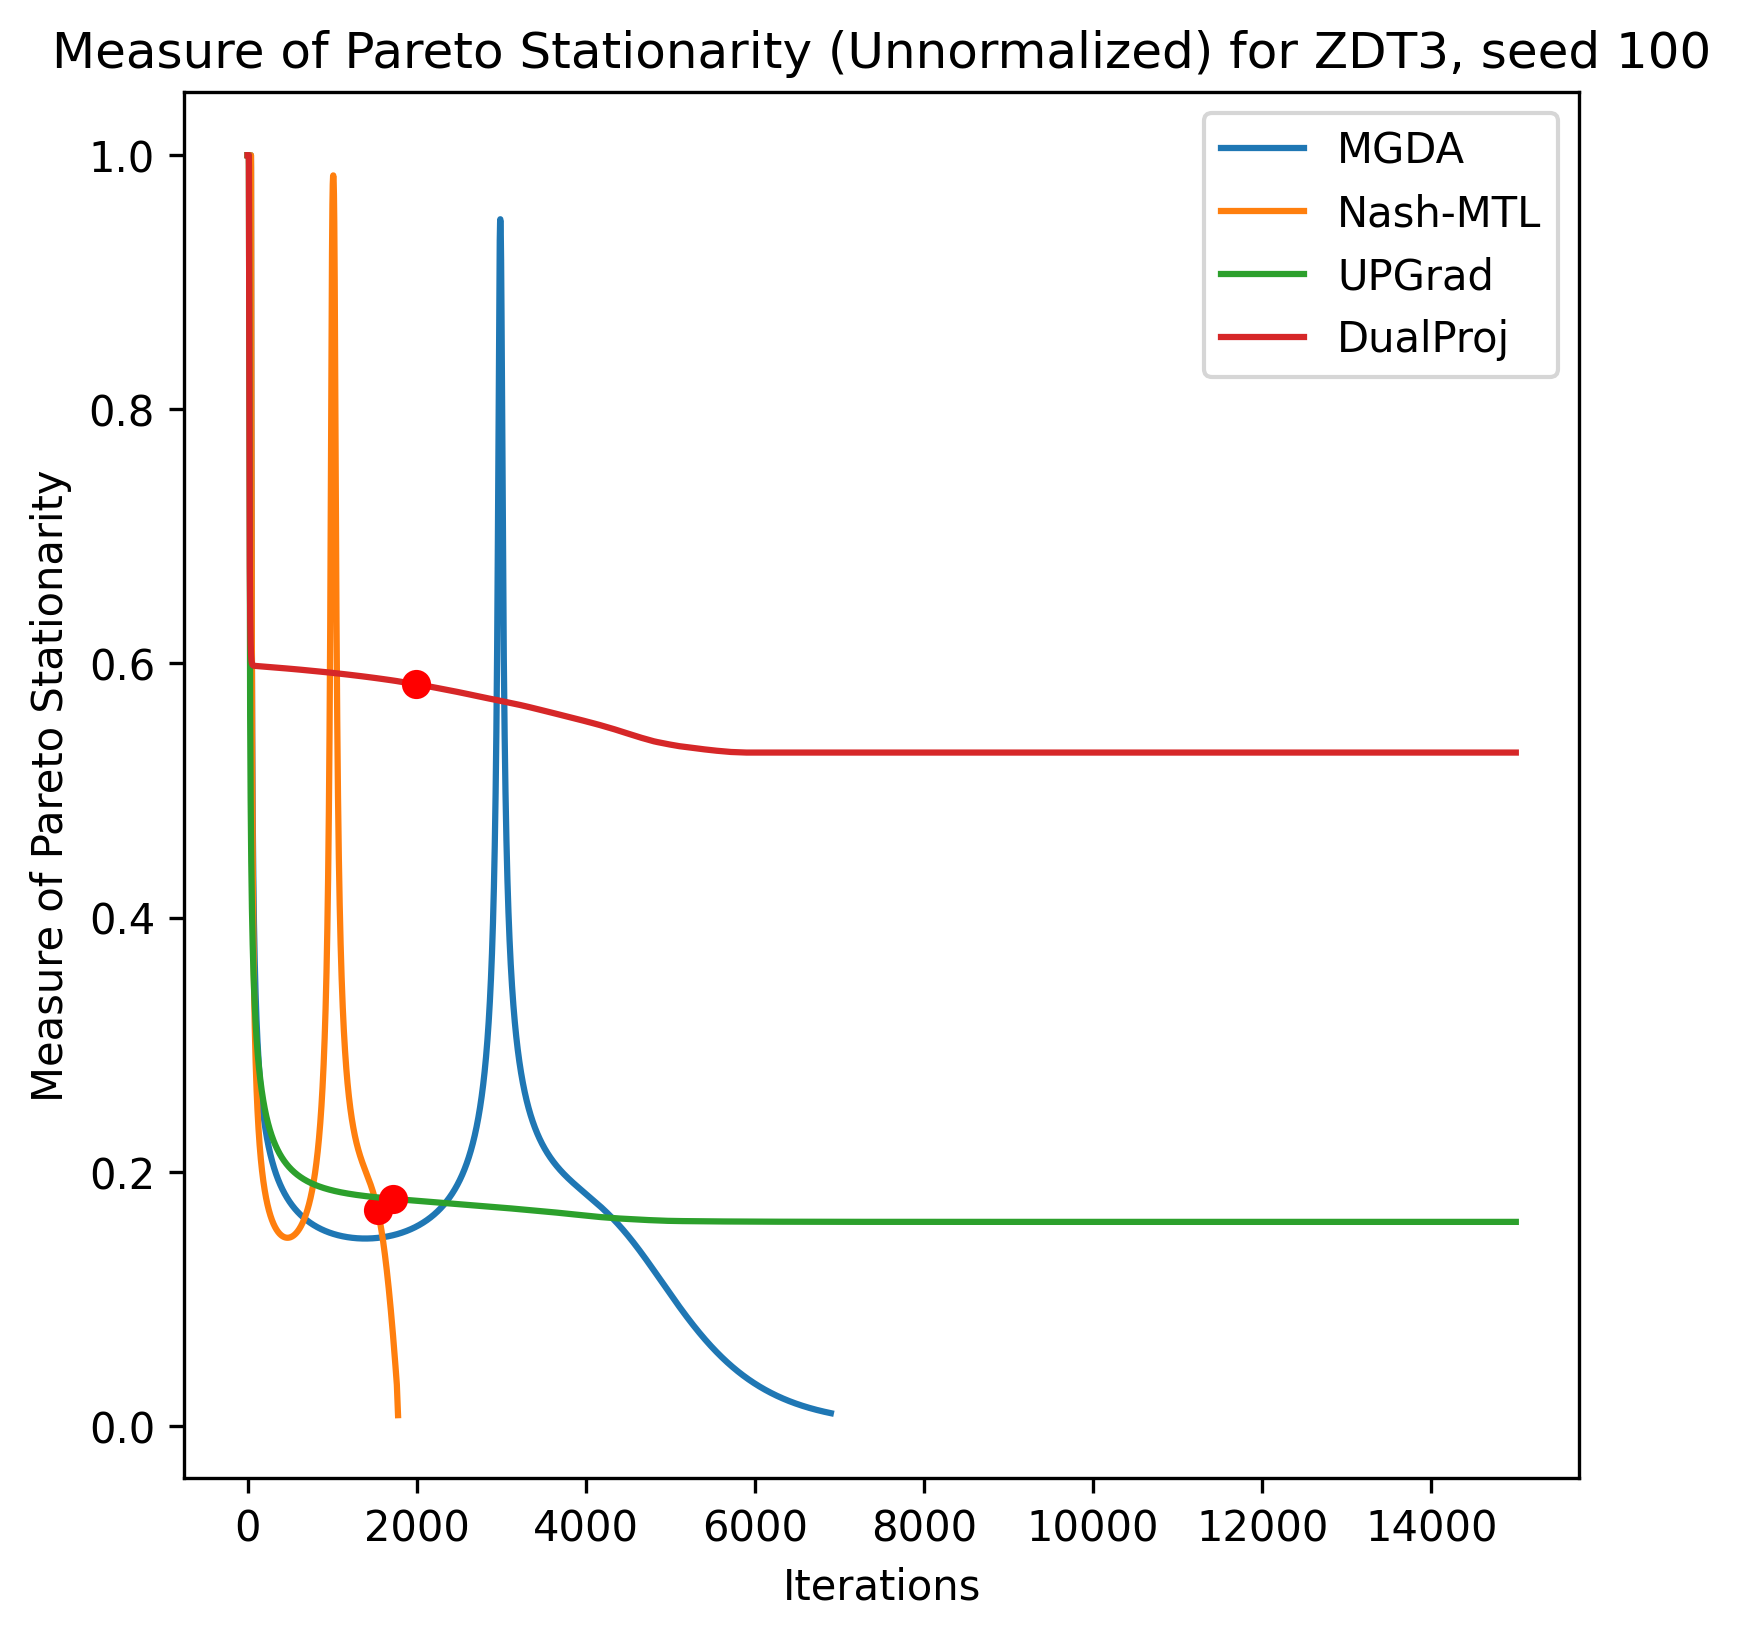 Measure of Pareto Stationarity (Unnormalized) for ZDT3, seed 100
MGDA
Nash-MTL
UPGrad
DualProj
Measure of Pareto Stationarity
1.0
0.8
0.6
0.4
0.2
0.0
0 2000 4000 6000 8000 10000 12000 14000
Iterations